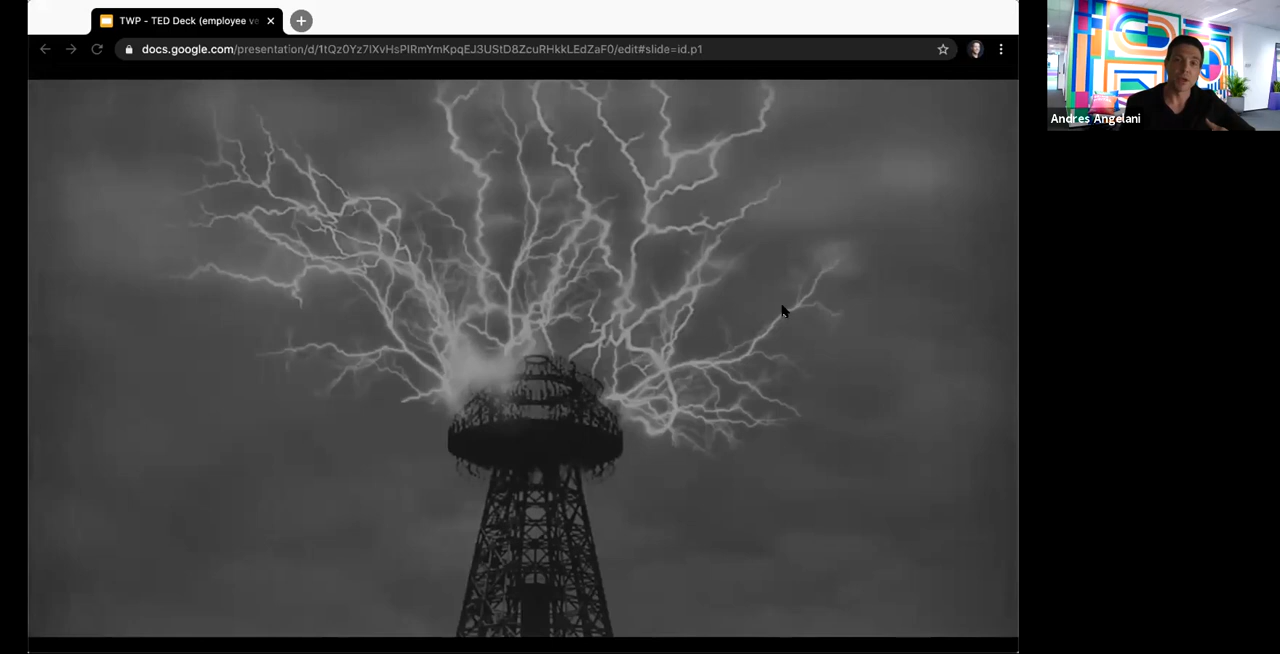 TWP - TED Deck (employee ve
docs.google.com/presentation/d/1tQz0Yz7lXvHsPIRmYmKpqEJ3UStD8ZcuRHkkLEdZaF0/edit#slide=id.p1
Andres Angelani